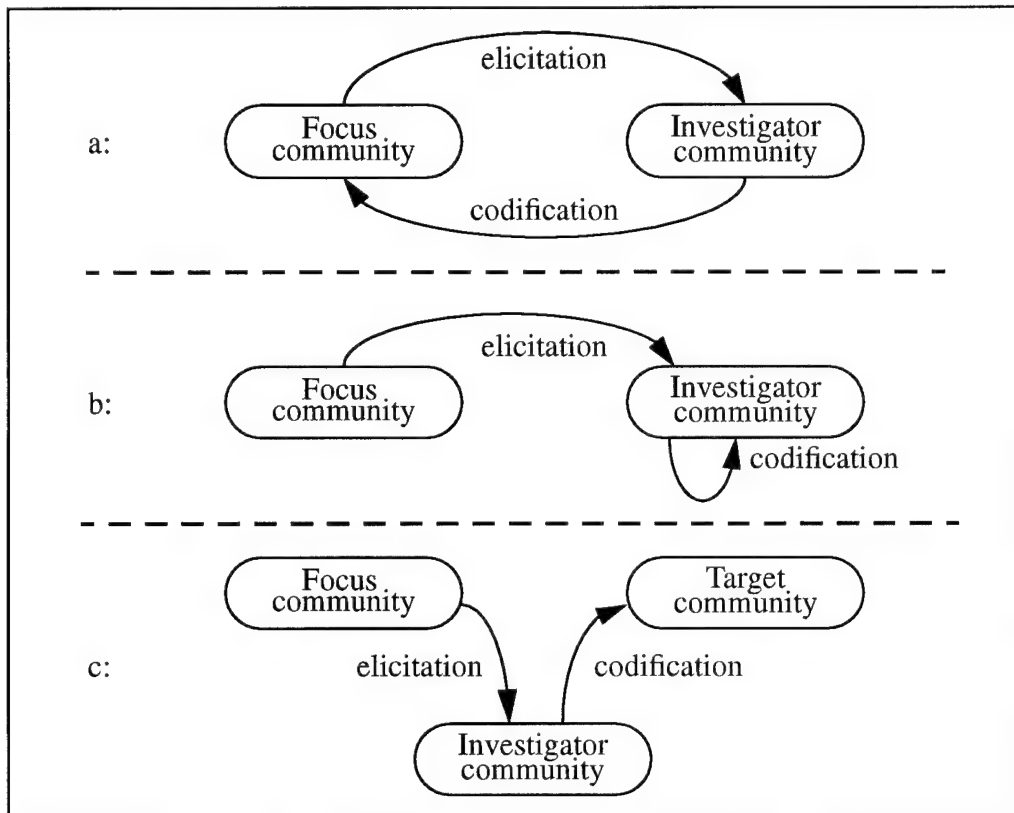 elicitation
a:
Focus
community
Investigator
community
codification
elicitation
b:
Focus
community
Investigator
community
codification
Focus
community
Target
community
c:
elicitation
codification
Investigator
community